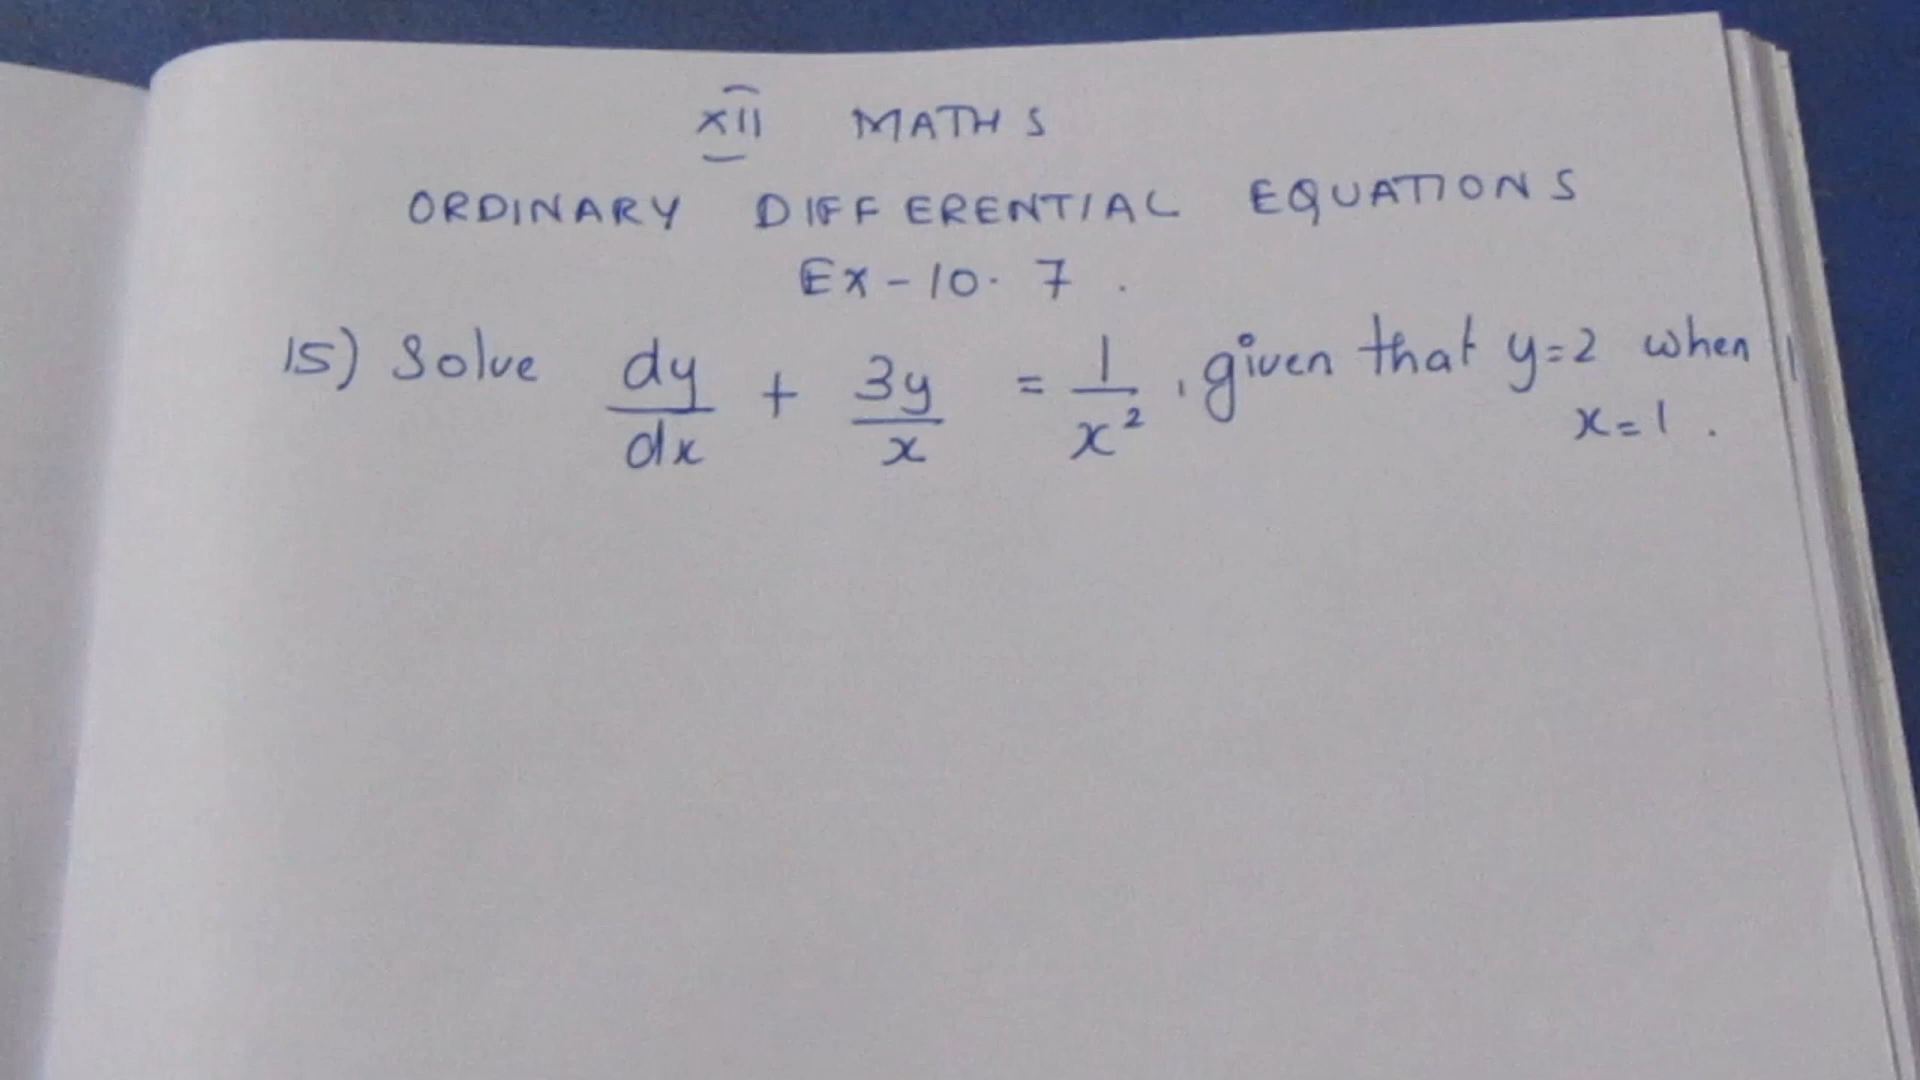 XII MATHS
ORDINARY DIFFERENTIAL EQUATIONS
Ex-10.7.
15) Solve dy/dx + 3y/x = 1/x², given that y=2 when
x=1.